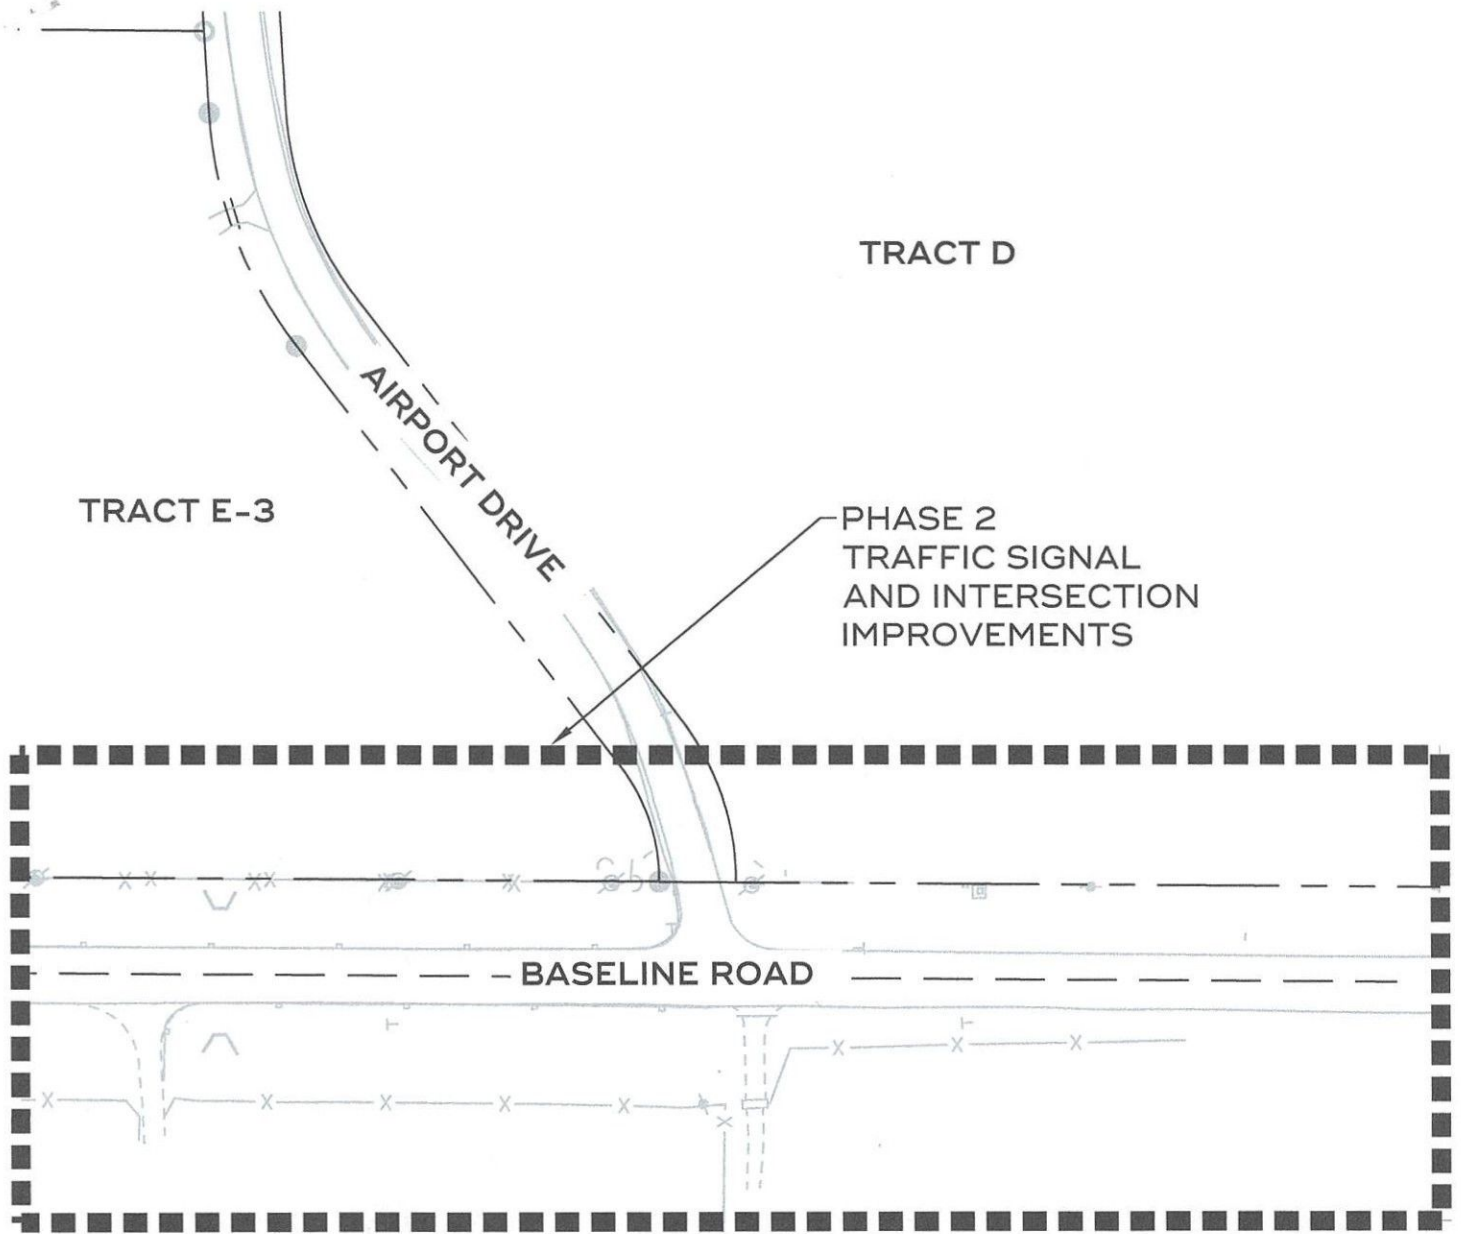 TRACT D
AIRPORT DRIVE
TRACT E-3
PHASE 2
TRAFFIC SIGNAL
AND INTERSECTION
IMPROVEMENTS
BASELINE ROAD